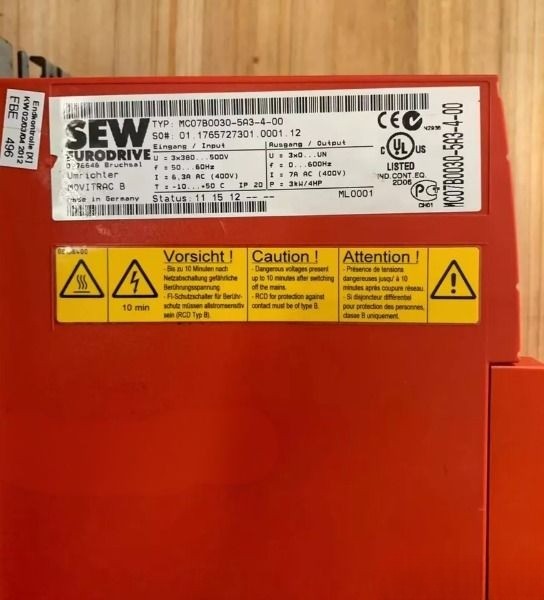 Endkontrolle [X]
KW 02/03/04 2012
EBE 496
SEW
EURODRIVE
D-76646 Bruchsal
Umrichter
MOVITRAC B
Made in Germany
TYP: MC07B0030-5A3-4-00
SO#: 01.1765727301.0001.12
Eingang / Input
U = 3x380...500V
f = 50...60Hz
I = 6,3A AC (400V)
T = -10...+50 C IP 20
Status: 11 15 12 -- --
Ausgang / Output
U = 3x0...UN
f = 0...600Hz
I = 7A AC (400V)
P = 3kW/4HP
ML0001
CE
C UL US
LISTED
IND.CONT.EQ.
2D06
MC07B0030-5A3-4-00
Vorsicht !
- Bis zu 10 Minuten nach
Netzabschaltung gefährliche
Berührungsspannung
- FI-Schutzschalter für Berühr-
schutz müssen allstromsensitiv
sein (RCD Typ B).
10 min
Caution !
- Dangerous voltages present
up to 10 minutes after switching
off the mains.
- RCD for protection against
contact must be of type B.
Attention !
- Présence de tensions
dangereuses jusqu'à 10
minutes après coupure réseau.
- Si disjoncteur différentiel
pour protection des personnes,
classe B uniquement.